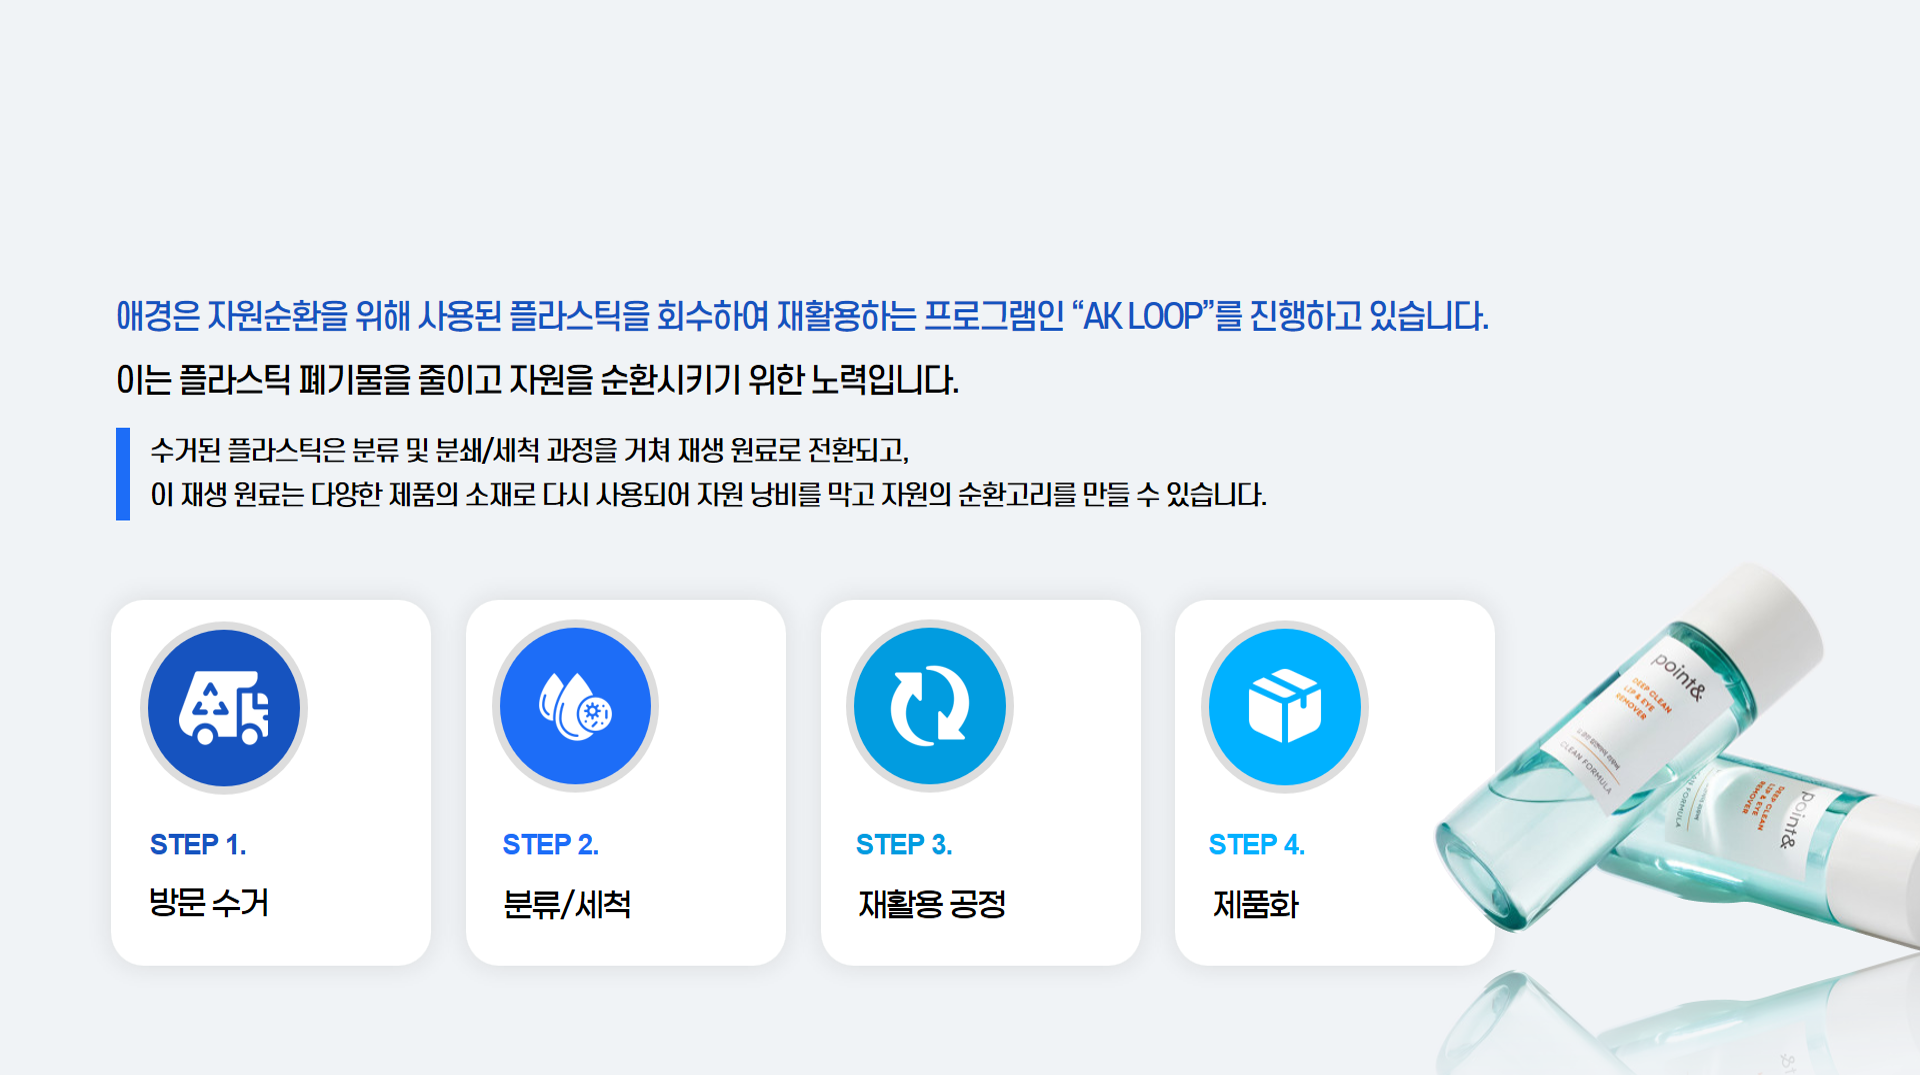 애경은 자원순환을 위해 사용된 플라스틱을 회수하여 재활용하는 프로그램인 “AK LOOP”를 진행하고 있습니다.
이는 플라스틱 폐기물을 줄이고 자원을 순환시키기 위한 노력입니다.
수거된 플라스틱은 분류 및 분쇄/세척 과정을 거쳐 재생 원료로 전환되고,
이 재생 원료는 다양한 제품의 소재로 다시 사용되어 자원 낭비를 막고 자원의 순환고리를 만들 수 있습니다.
STEP 1.
방문 수거
STEP 2.
분류/세척
STEP 3.
재활용 공정
STEP 4.
제품화
point&
DEEP CLEAN
LIP & EYE
REMOVER
CLEAN FORMULA
point&
DEEP CLEAN
LIP & EYE
REMOVER
FORMULA